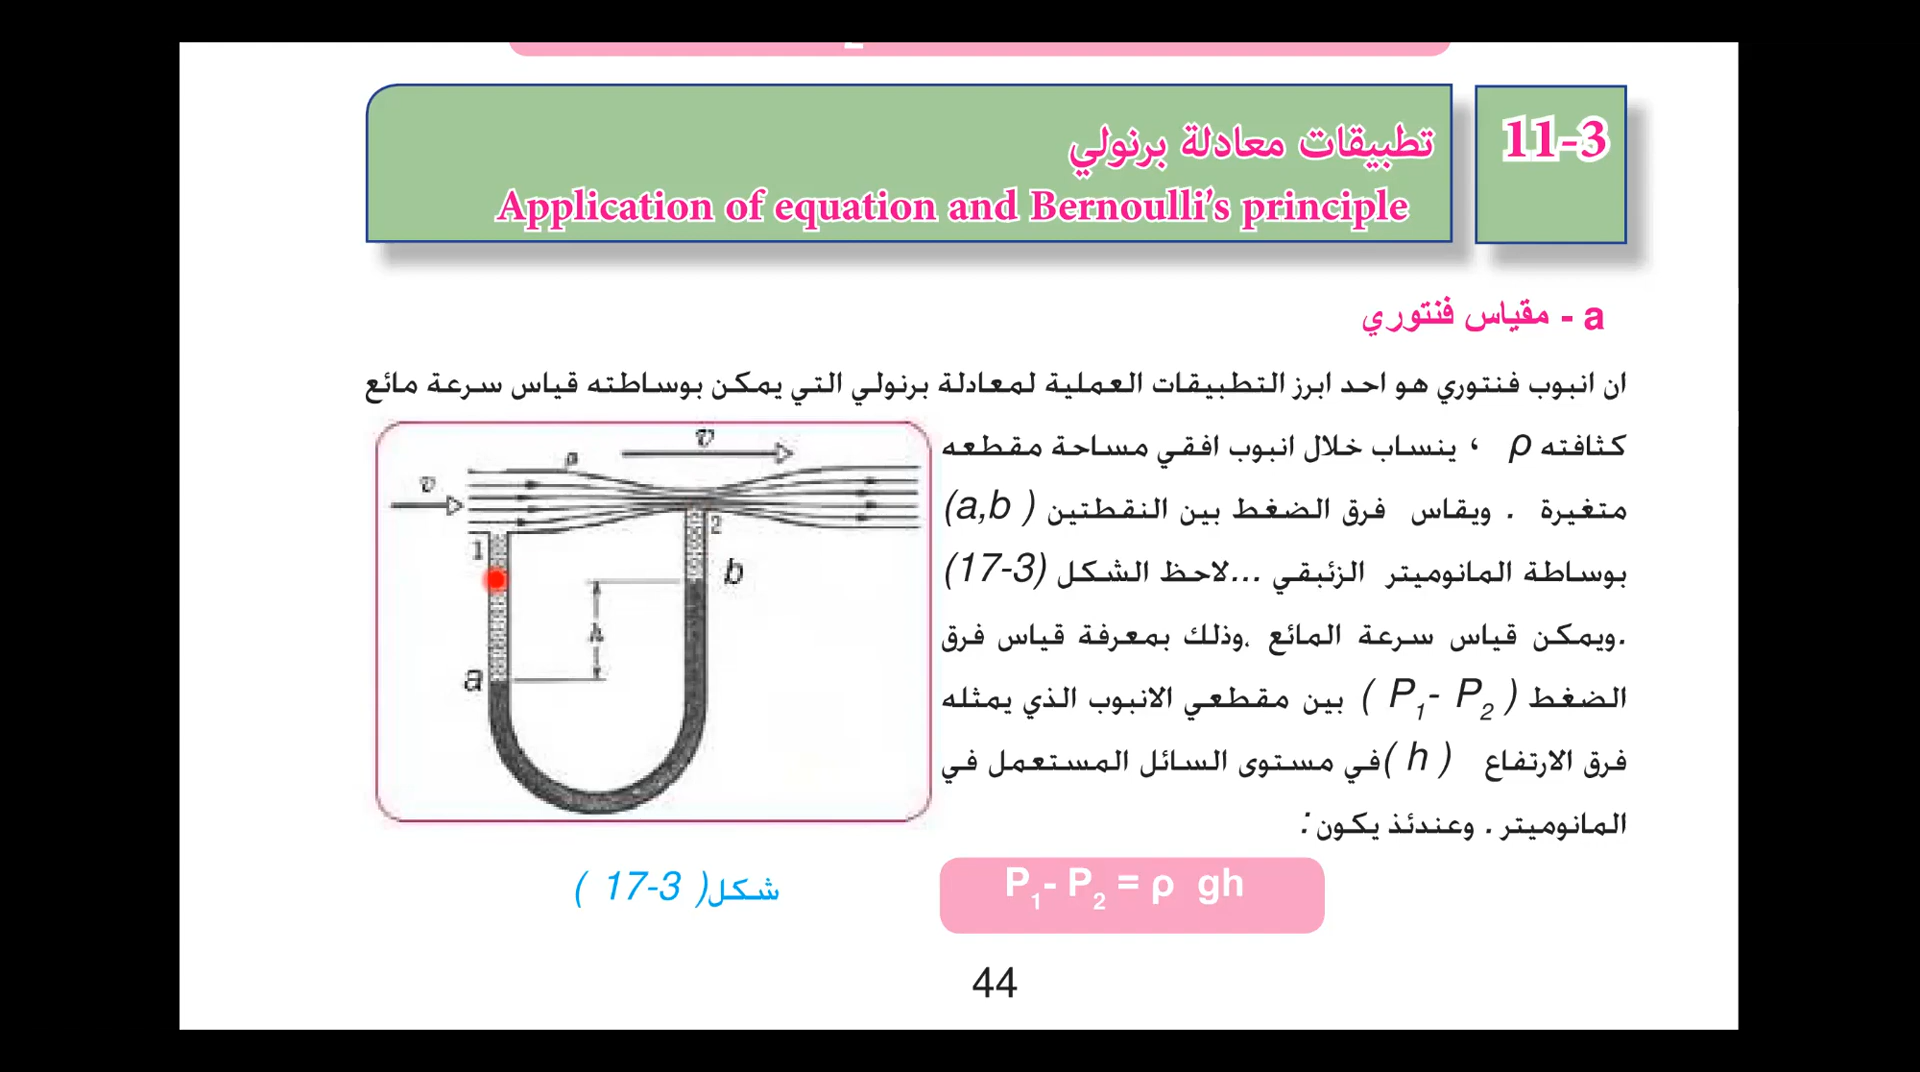 11-3
تطبيقات معادلة برنولي
Application of equation and Bernoulli's principle
a - مقياس فنتوري
ان انبوب فنتوري هو احد ابرز التطبيقات العملية لمعادلة برنولي التي يمكن بوساطته قياس سرعة مائع
كثافته ρ ، ينساب خلال انبوب افقي مساحة مقطعه
متغيرة . ويقاس فرق الضغط بين النقطتين (a,b )
بوساطة المانوميتر الزئبقي ...لاحظ الشكل (3-17)
.ويمكن قياس سرعة المائع ،وذلك بمعرفة قياس فرق
الضغط ( P1- P2 ) بين مقطعي الانبوب الذي يمثله
فرق الارتفاع ( h )في مستوى السائل المستعمل في
المانوميتر . وعندئذ يكون :
v
v
ρ
1
2
b
h
a
شكل( 3-17 )
P1- P2 = ρ gh
44